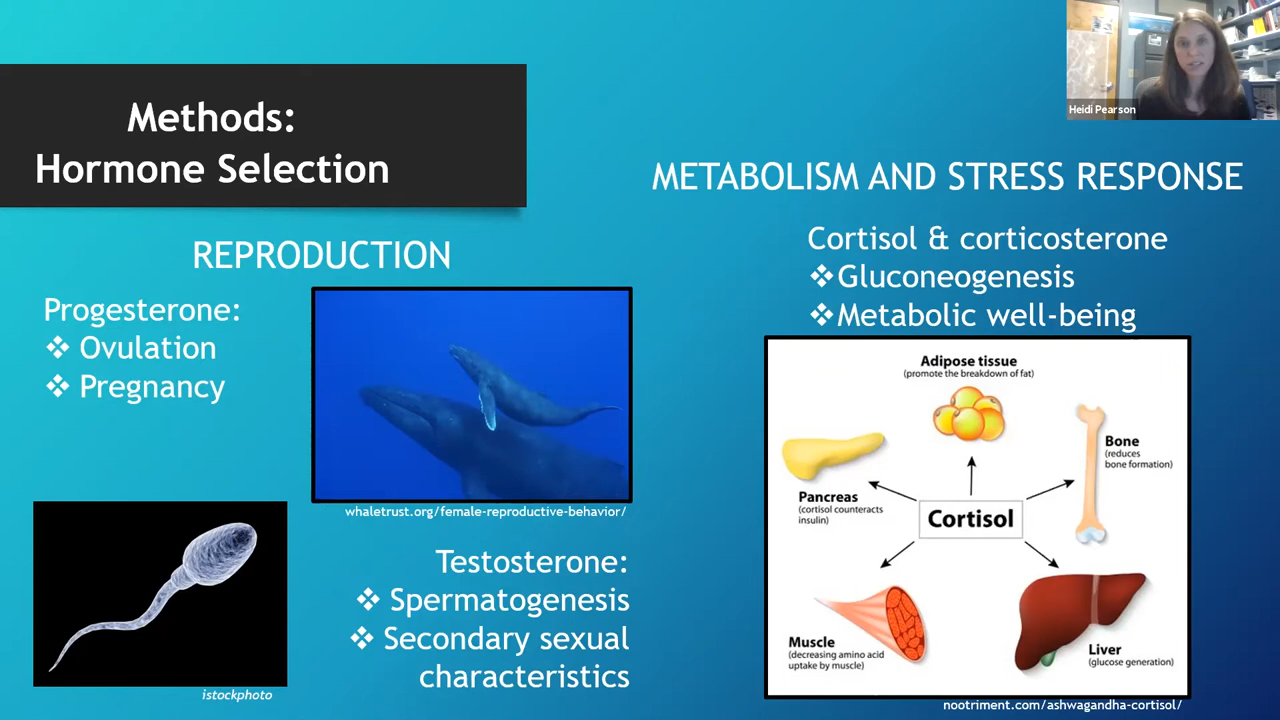 Heidi Pearson
Methods:
Hormone Selection
REPRODUCTION
Progesterone:
❖ Ovulation
❖ Pregnancy
whaletrust.org/female-reproductive-behavior/
istockphoto
Testosterone:
❖ Spermatogenesis
❖ Secondary sexual
characteristics
METABOLISM AND STRESS RESPONSE
Cortisol & corticosterone
❖Gluconeogenesis
❖Metabolic well-being
Adipose tissue
(promote the breakdown of fat)
Bone
(reduces
bone formation)
Pancreas
(cortisol counteracts
insulin)
Cortisol
Muscle
(decreasing amino acid
uptake by muscle)
Liver
(glucose generation)
nootriment.com/ashwagandha-cortisol/